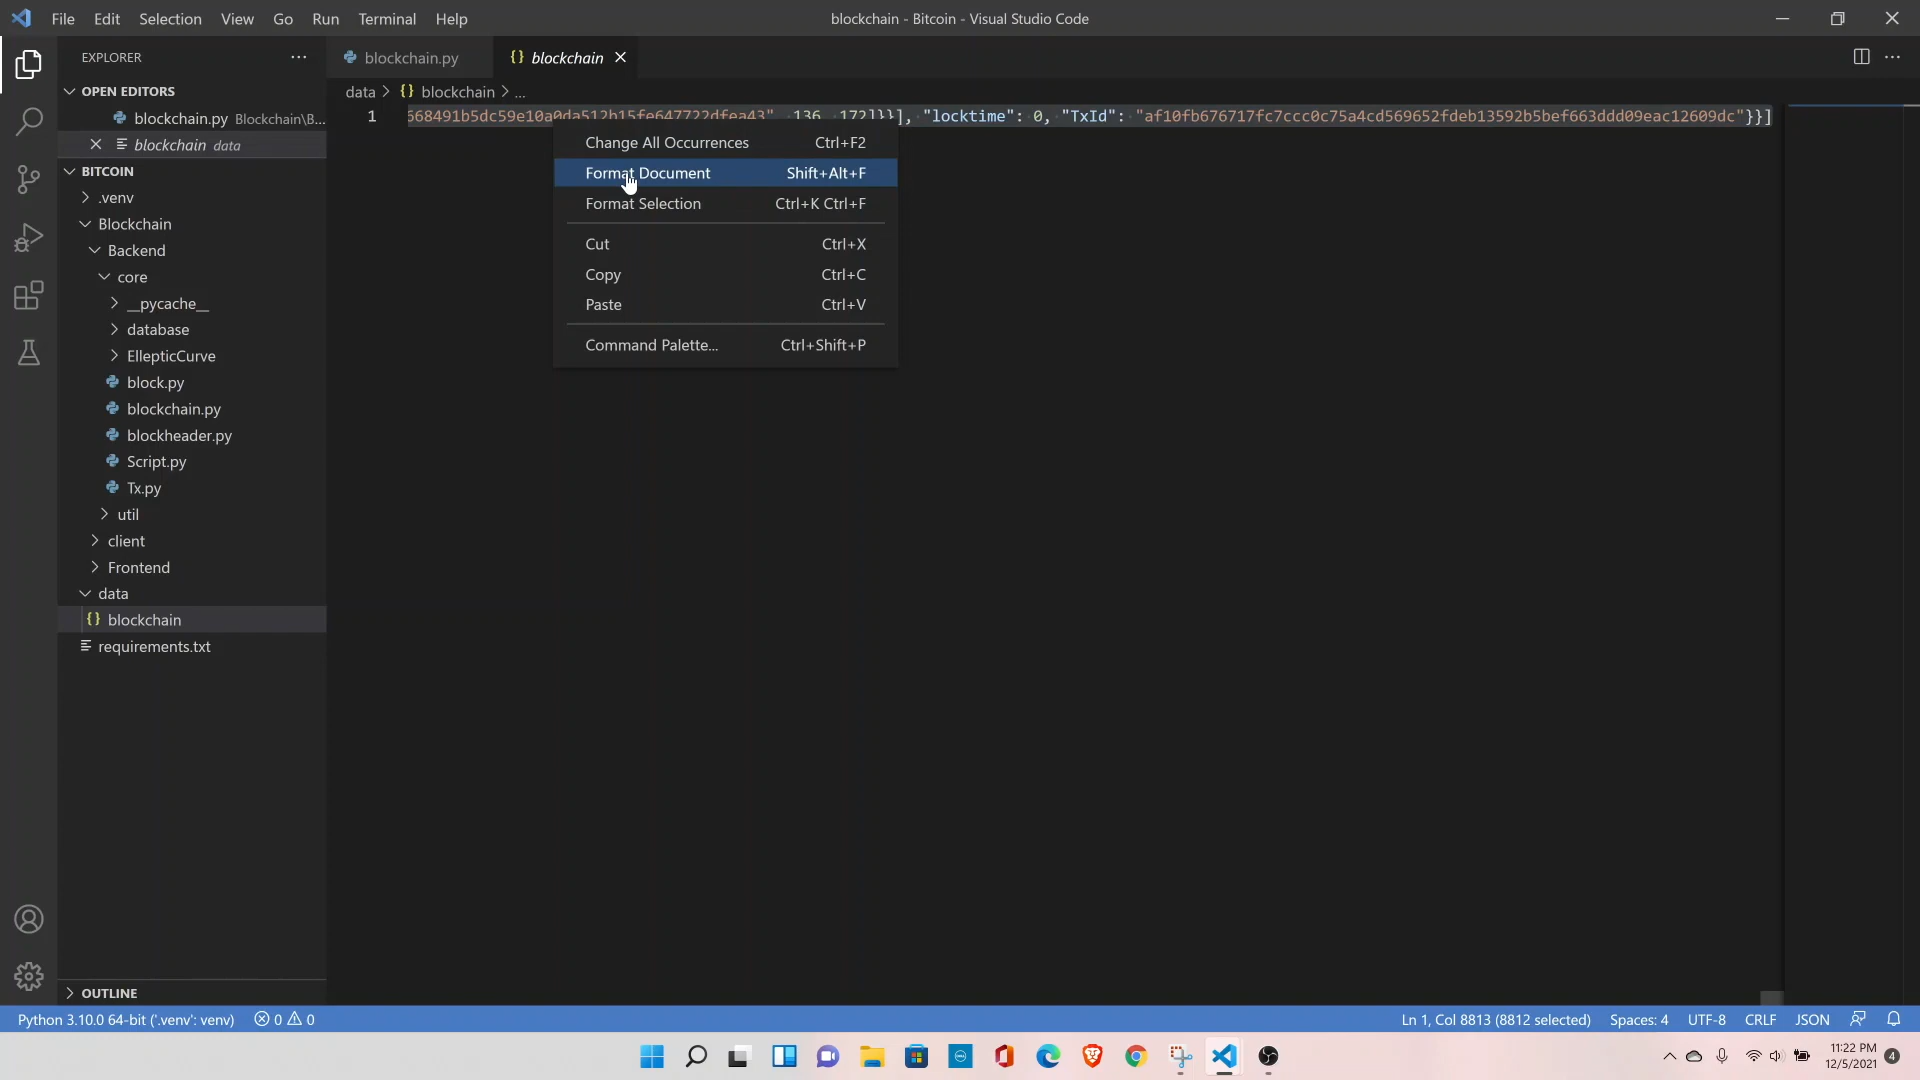 File Edit Selection View Go Run Terminal Help
blockchain - Bitcoin - Visual Studio Code
EXPLORER
OPEN EDITORS
blockchain.py Blockchain\B...
blockchain data
BITCOIN
.venv
Blockchain
Backend
core
__pycache__
database
EllepticCurve
block.py
blockchain.py
blockheader.py
Script.py
Tx.py
util
client
Frontend
data
{} blockchain
requirements.txt
OUTLINE
blockchain.py {} blockchain
data > {} blockchain > ...
1 568491b5dc59e10a0da512b15fe647722dfea43", 136, 172]}}], "locktime": 0, "TxId": "af10fb676717fc7ccc0c75a4cd569652fdeb13592b5bef663ddd09eac12609dc"}}]
Change All Occurrences Ctrl+F2
Format Document Shift+Alt+F
Format Selection Ctrl+K Ctrl+F
Cut Ctrl+X
Copy Ctrl+C
Paste Ctrl+V
Command Palette... Ctrl+Shift+P
Python 3.10.0 64-bit ('.venv': venv) 0 0 Ln 1, Col 8813 (8812 selected) Spaces: 4 UTF-8 CRLF JSON
11:22 PM
12/5/2021 4